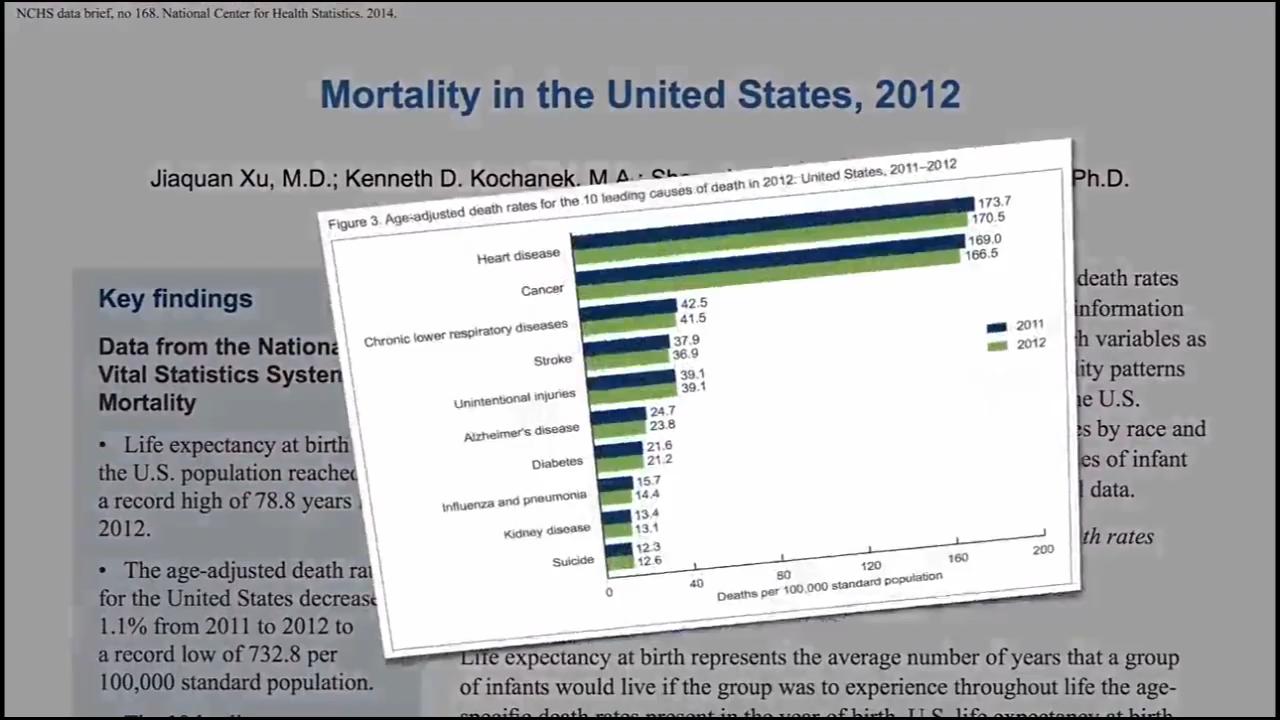 NCHS data brief, no 168. National Center for Health Statistics. 2014.
Mortality in the United States, 2012
Jiaquan Xu, M.D.; Kenneth D. Kochanek, M.A.; Ph.D.
Figure 3. Age-adjusted death rates for the 10 leading causes of death in 2012: United States, 2011–2012
Heart disease 173.7
170.5
Cancer 169.0
166.5
Chronic lower respiratory diseases 42.5
41.5
Stroke 37.9
36.9
Unintentional injuries 39.1
39.1
Alzheimer's disease 24.7
23.8
Diabetes 21.6
21.2
Influenza and pneumonia 15.7
14.4
Kidney disease 13.4
13.1
Suicide 12.3
12.6
2011
2012
0 40 80 120 160 200
Deaths per 100,000 standard population
Key findings
Data from the
Vital Statistics
Mortality
• Life expectancy at birth
the U.S. population
a record high of 78.8 years
2012.
• The age-adjusted death
for the United States
1.1% from 2011 to 2012 to
a record low of 732.8 per
100,000 standard population.
death rates
information
variables as
patterns
U.S.
by race and
of infant
data.
rates
Life expectancy at birth represents the average number of years that a group
of infants would live if the group was to experience throughout life the age-